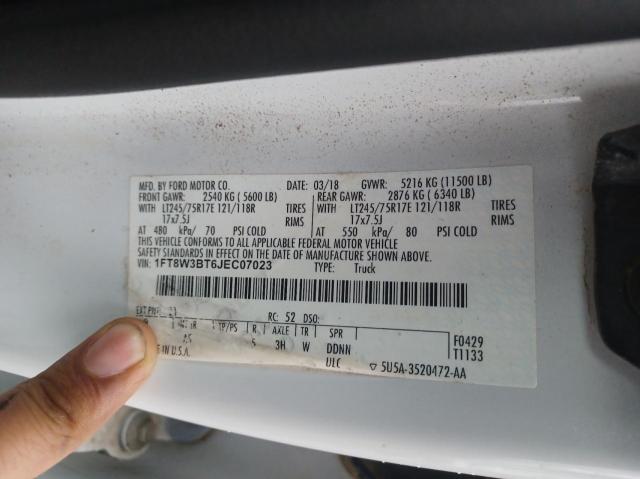 MFD. BY FORD MOTOR CO.
DATE: 03/18 GVWR: 5216 KG (11500 LB)
FRONT GAWR: 2540 KG ( 5600 LB) REAR GAWR: 2876 KG ( 6340 LB)
WITH LT245/75R17E 121/118R TIRES WITH LT245/75R17E 121/118R TIRES
17x7.5J RIMS 17x7.5J RIMS
AT 480 kPa/ 70 PSI COLD AT 550 kPa/ 80 PSI COLD
THIS VEHICLE CONFORMS TO ALL APPLICABLE FEDERAL MOTOR VEHICLE
SAFETY STANDARDS IN EFFECT ON THE DATE OF MANUFACTURE SHOWN ABOVE.
VIN: 1FT8W3BT6JEC07023 TYPE: Truck
EXT RC: 52 DSO:
TP/PS R AXLE TR SPR
5 3H W DDNN
IN U.S.A. ULC 5U5A-3520472-AA
F0429
T1133